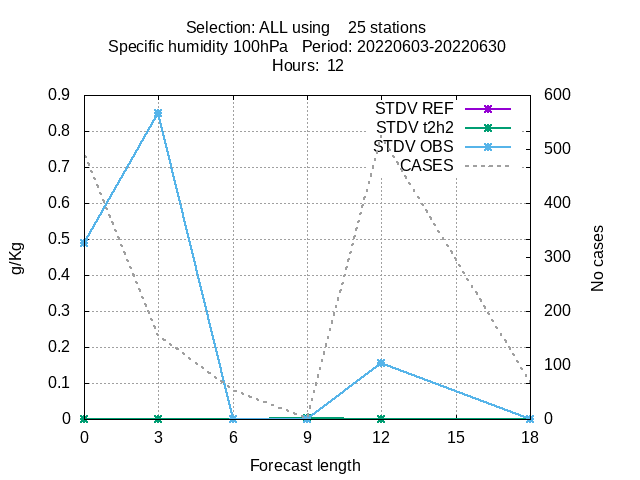 Selection: ALL using    25 stations
Specific humidity 100hPa   Period: 20220603-20220630
Hours: 12
0.9
0.8
0.7
0.6
0.5
0.4
0.3
0.2
0.1
0
g/Kg
STDV REF
STDV t2h2
STDV OBS
CASES
600
500
400
300
200
100
0
No cases
0 3 6 9 12 15 18
Forecast length